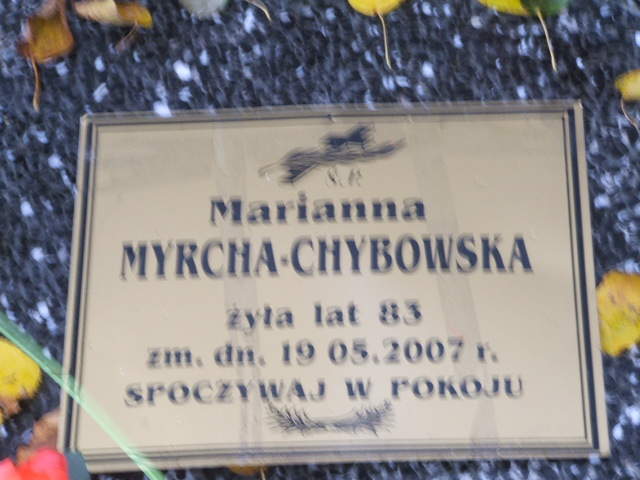 Ś.P.
Marianna
MYRCHA-CHYBOWSKA
żyła lat 83
zm. dn. 19 05.2007 r.
SPOCZYWAJ W POKOJU